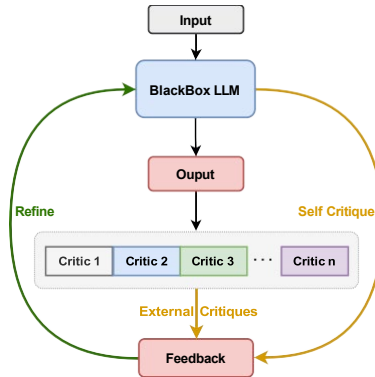 Input
BlackBox LLM
Ouput
Refine
Self Critique
Critic 1 Critic 2 Critic 3 ... Critic n
External Critiques
Feedback